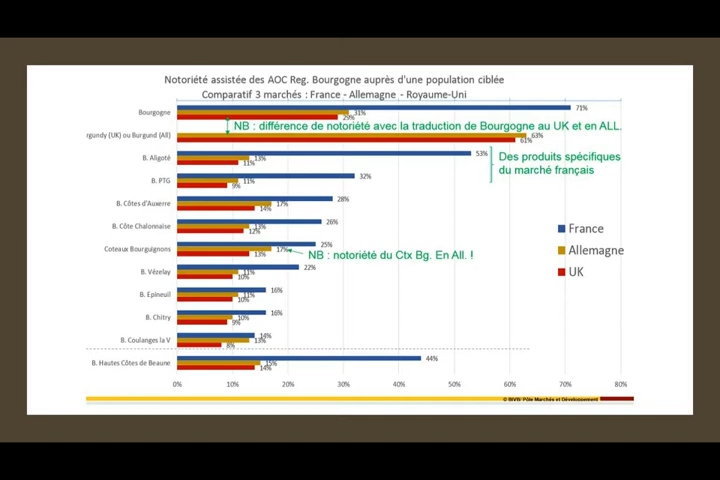 Notoriété assistée des AOC Reg. Bourgogne auprès d'une population ciblée
Comparatif 3 marchés : France - Allemagne - Royaume-Uni
Bourgogne 71% 31% 29%
NB : différence de notoriété avec la traduction de Bourgogne au UK et en ALL.
urgundy (UK) ou Burgund (All) 63% 61%
B. Aligoté 53% 13% 11%
Des produits spécifiques
du marché français
B. PTG 32% 11% 9%
B. Côtes d'Auxerre 28% 17% 14%
B. Côte Chalonnaise 26% 13% 12%
Coteaux Bourguignons 25% 17% 13%
NB : notoriété du Ctx Bg. En All. !
B. Vézelay 22% 11% 10%
B. Epineuil 16% 11% 10%
B. Chitry 16% 10% 9%
B. Coulanges la V 14% 13% 8%
B. Hautes Côtes de Beaune 44% 15% 14%
France
Allemagne
UK
0% 10% 20% 30% 40% 50% 60% 70% 80%
© BIVB/ Pôle Marchés et Développement